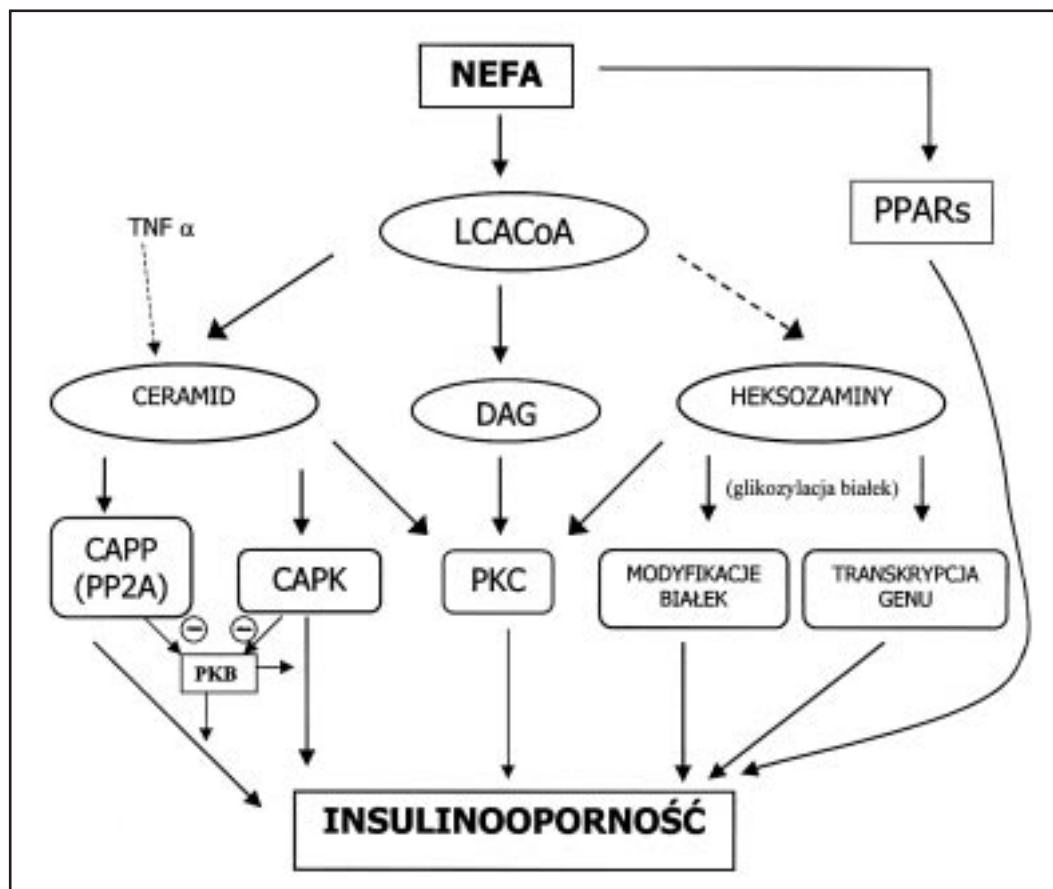 NEFA
PPARs
TNF α
LCACoA
CERAMID
DAG
HEKSOZAMINY
(glikozylacja białek)
CAPP
(PP2A)
CAPK
PKC
MODYFIKACJE
BIAŁEK
TRANSKRYPCJA
GENU
− −
PKB
INSULINOOPORNOŚĆ